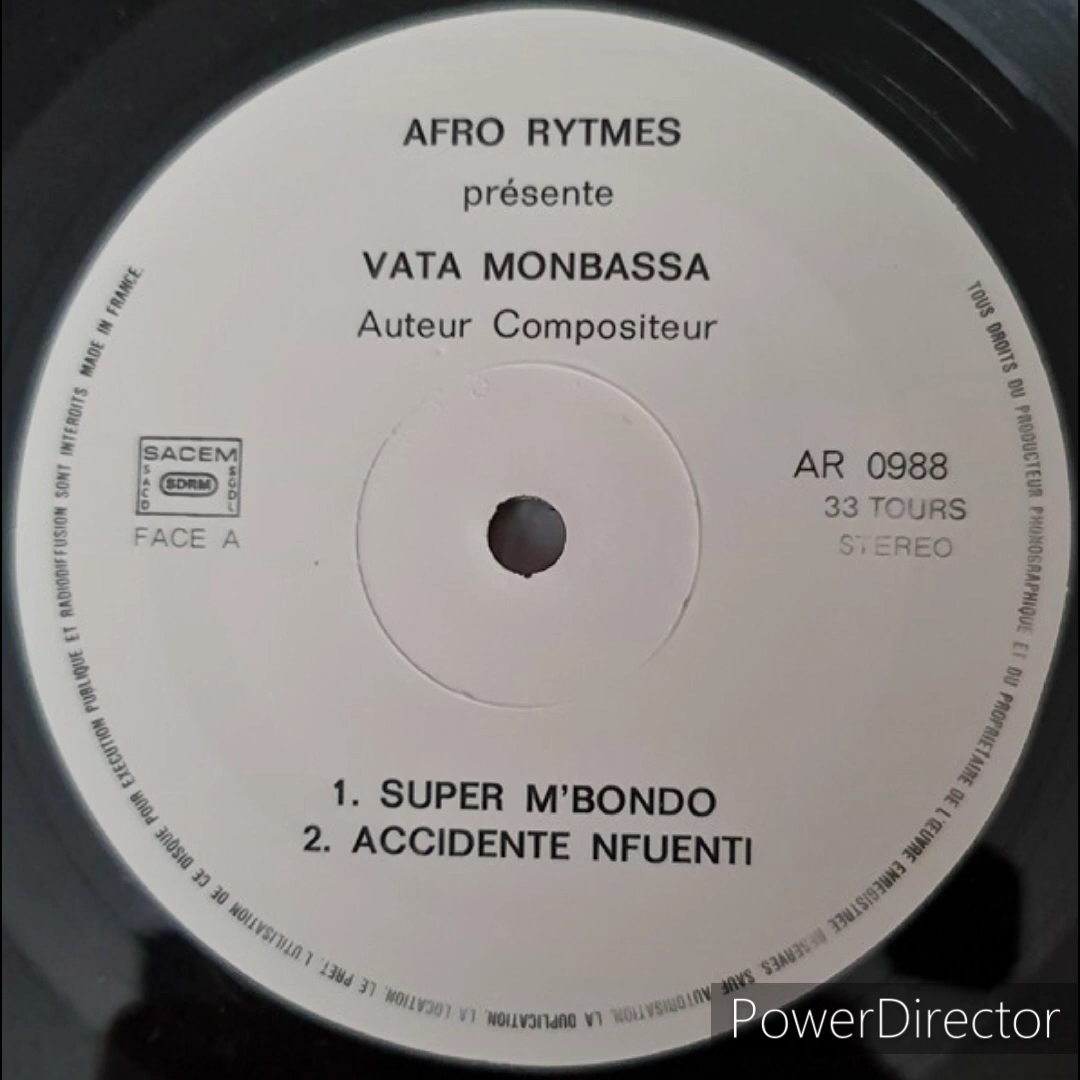 AFRO RYTMES
présente
VATA MONBASSA
Auteur Compositeur
SACEM
SACD
SDRM
SGDL
FACE A
AR 0988
33 TOURS
STEREO
1. SUPER M'BONDO
2. ACCIDENTE NFUENTI
TOUS DROITS DU PRODUCTEUR PHONOGRAPHIQUE ET DU PROPRIETAIRE DE L'ŒUVRE ENREGISTREE RESERVES. SAUF AUTORISATION, LA DUPLICATION, LA LOCATION, LE PRET, L'UTILISATION DE CE DISQUE POUR EXECUTION PUBLIQUE ET RADIODIFFUSION SONT INTERDITS MADE IN FRANCE.
PowerDirector